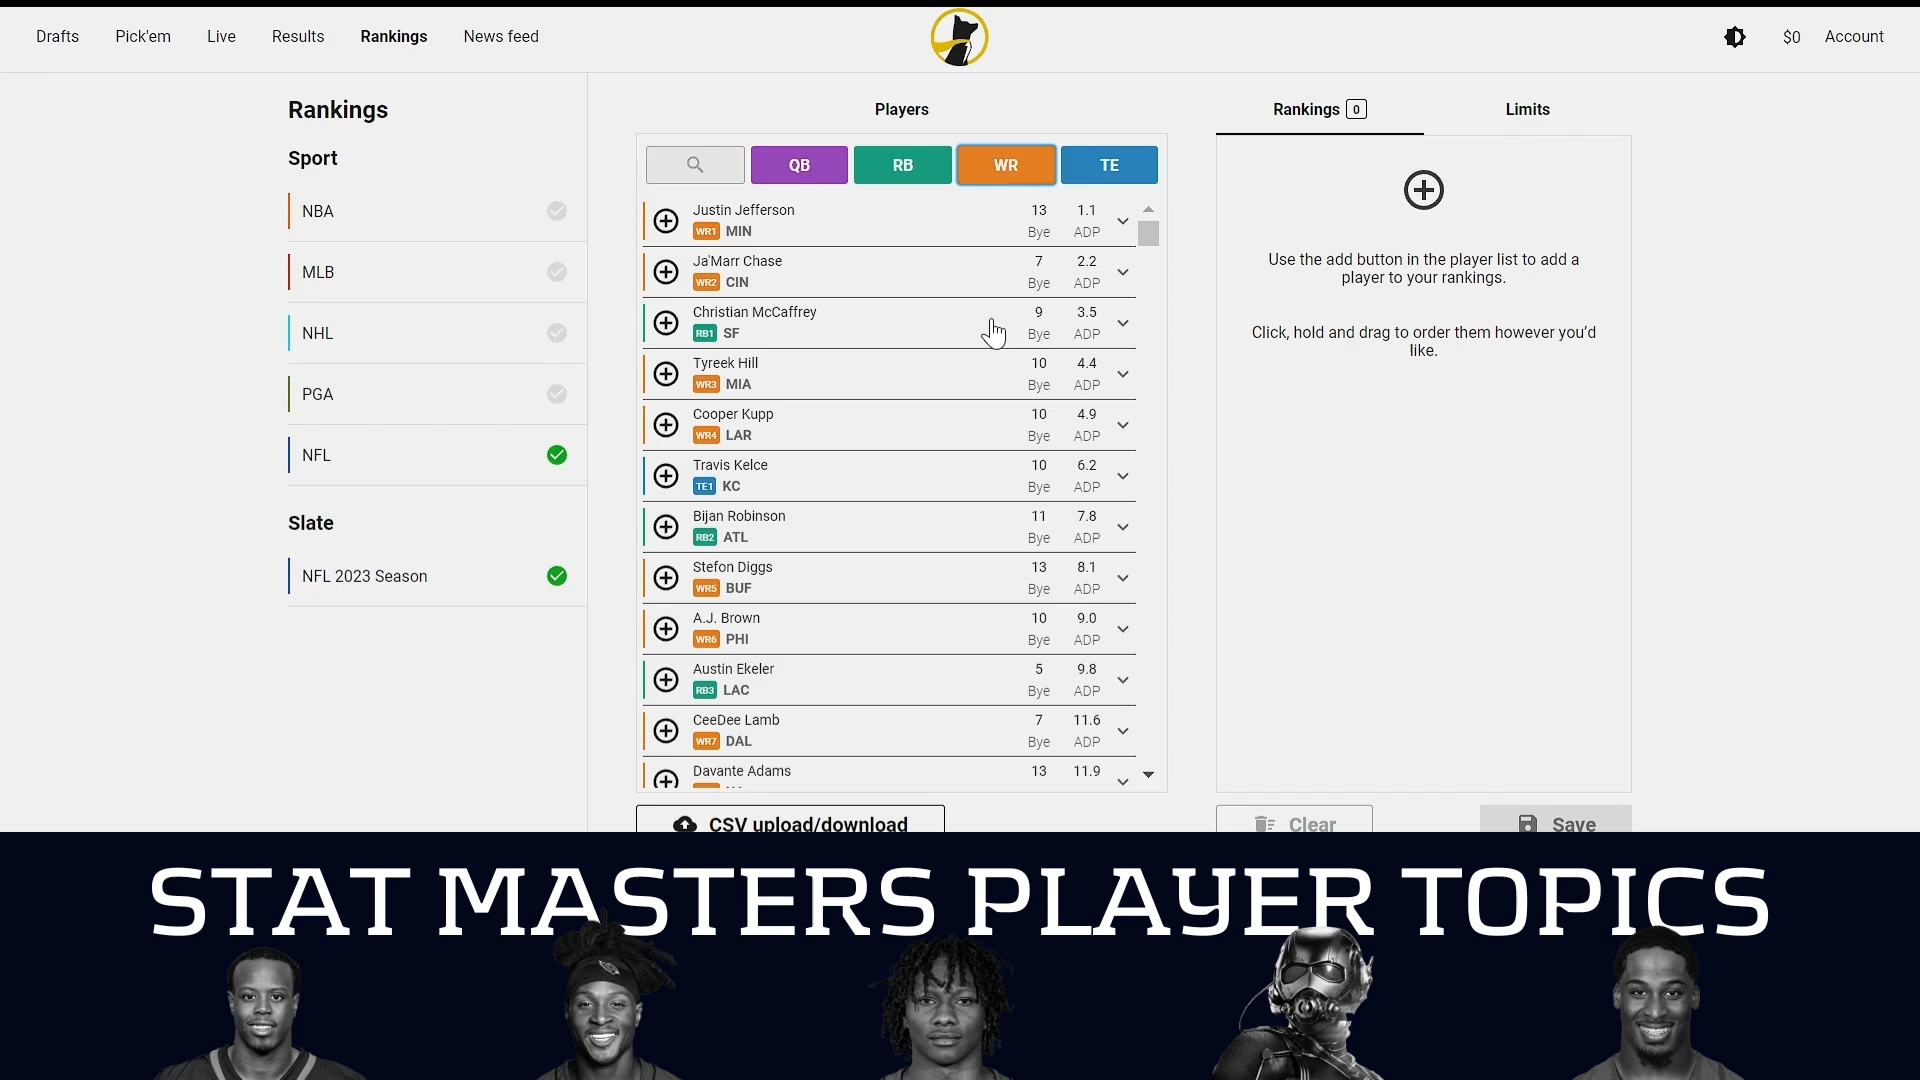 Drafts Pick'em Live Results Rankings News feed $0 Account
Rankings
Sport
NBA
MLB
NHL
PGA
NFL
Slate
NFL 2023 Season
Players
QB RB WR TE
Justin Jefferson 13 1.1
WR1 MIN Bye ADP
Ja'Marr Chase 7 2.2
WR2 CIN Bye ADP
Christian McCaffrey 9 3.5
RB1 SF Bye ADP
Tyreek Hill 10 4.4
WR3 MIA Bye ADP
Cooper Kupp 10 4.9
WR4 LAR Bye ADP
Travis Kelce 10 6.2
TE1 KC Bye ADP
Bijan Robinson 11 7.8
RB2 ATL Bye ADP
Stefon Diggs 13 8.1
WR5 BUF Bye ADP
A.J. Brown 10 9.0
WR6 PHI Bye ADP
Austin Ekeler 5 9.8
RB3 LAC Bye ADP
CeeDee Lamb 7 11.6
WR7 DAL Bye ADP
Davante Adams 13 11.9
CSV upload/download
Rankings 0 Limits
Use the add button in the player list to add a
player to your rankings.
Click, hold and drag to order them however you'd
like.
Clear Save
STAT MASTERS PLAYER TOPICS